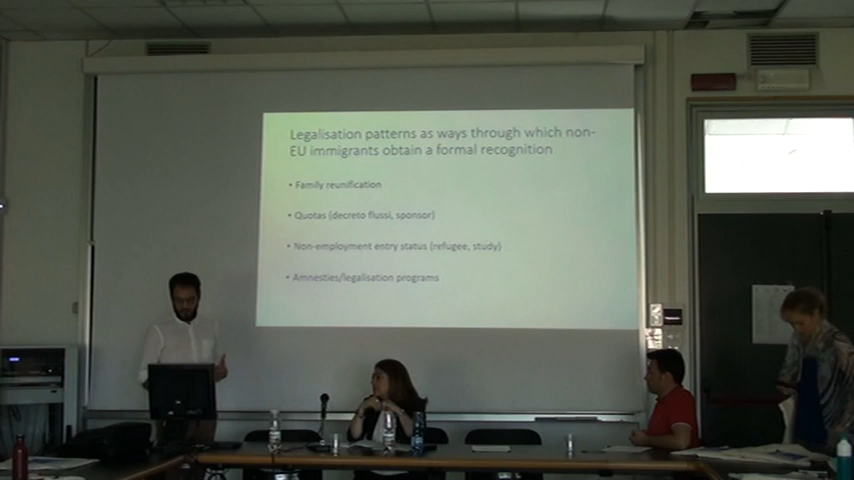 Legalisation patterns as ways through which non-
EU immigrants obtain a formal recognition
• Family reunification
• Quotas (decreto flussi, sponsor)
• Non-employment entry status (refugee, study)
• Amnesties/legalisation programs